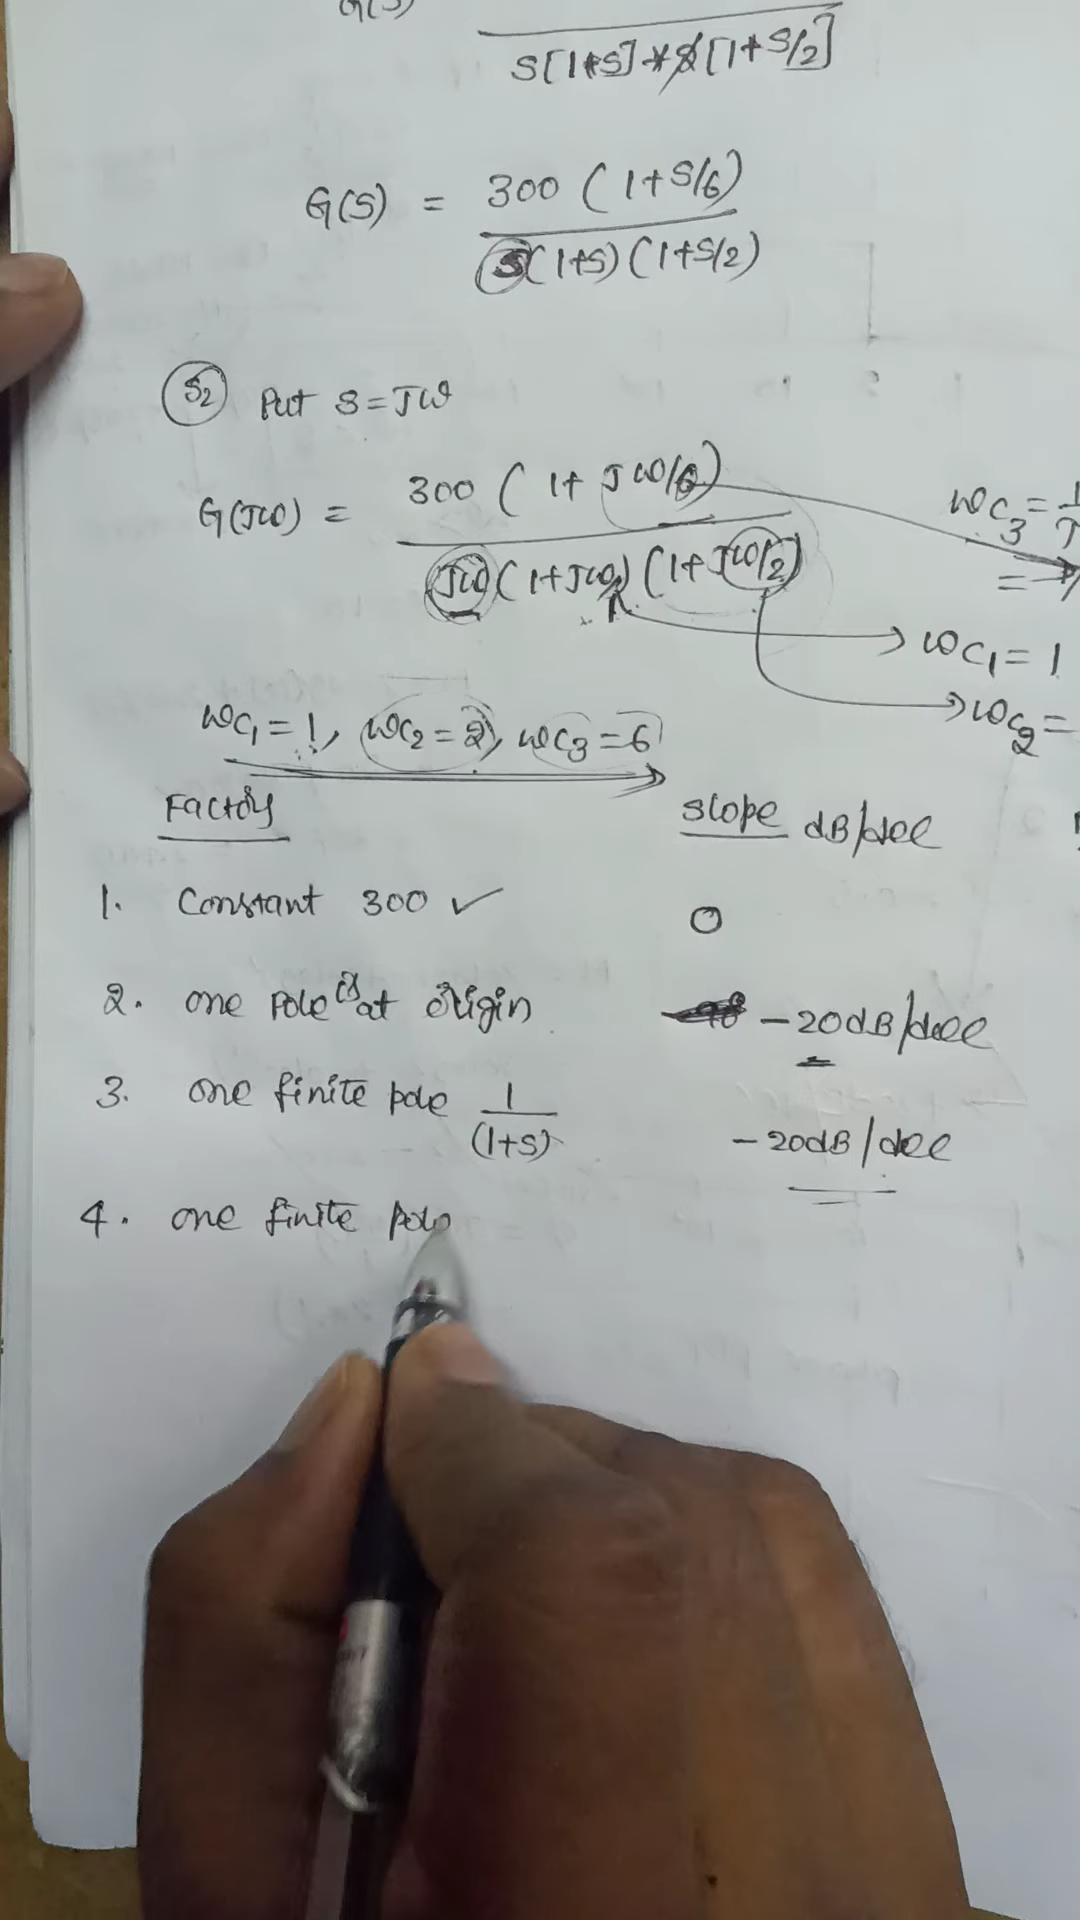 G(S)
S[1+S]*2[1+S/2]
G(S) = 300 (1+S/6)
S(1+S)(1+S/2)
S2 Put S=Jω
G(Jω) = 300 (1+Jω/6)
Jω(1+Jω)(1+Jω/2)
ωc3 = 1/T
=
ωc1 = 1
ωc2 =
ωc1 = 1, ωc2 = 2, ωc3 = 6
Factor Slope dB/dec
1. Constant 300 ✓ 0
2. one pole at origin -20dB/dec
3. one finite pole 1/(1+S) -20dB/dec
4. one finite pole